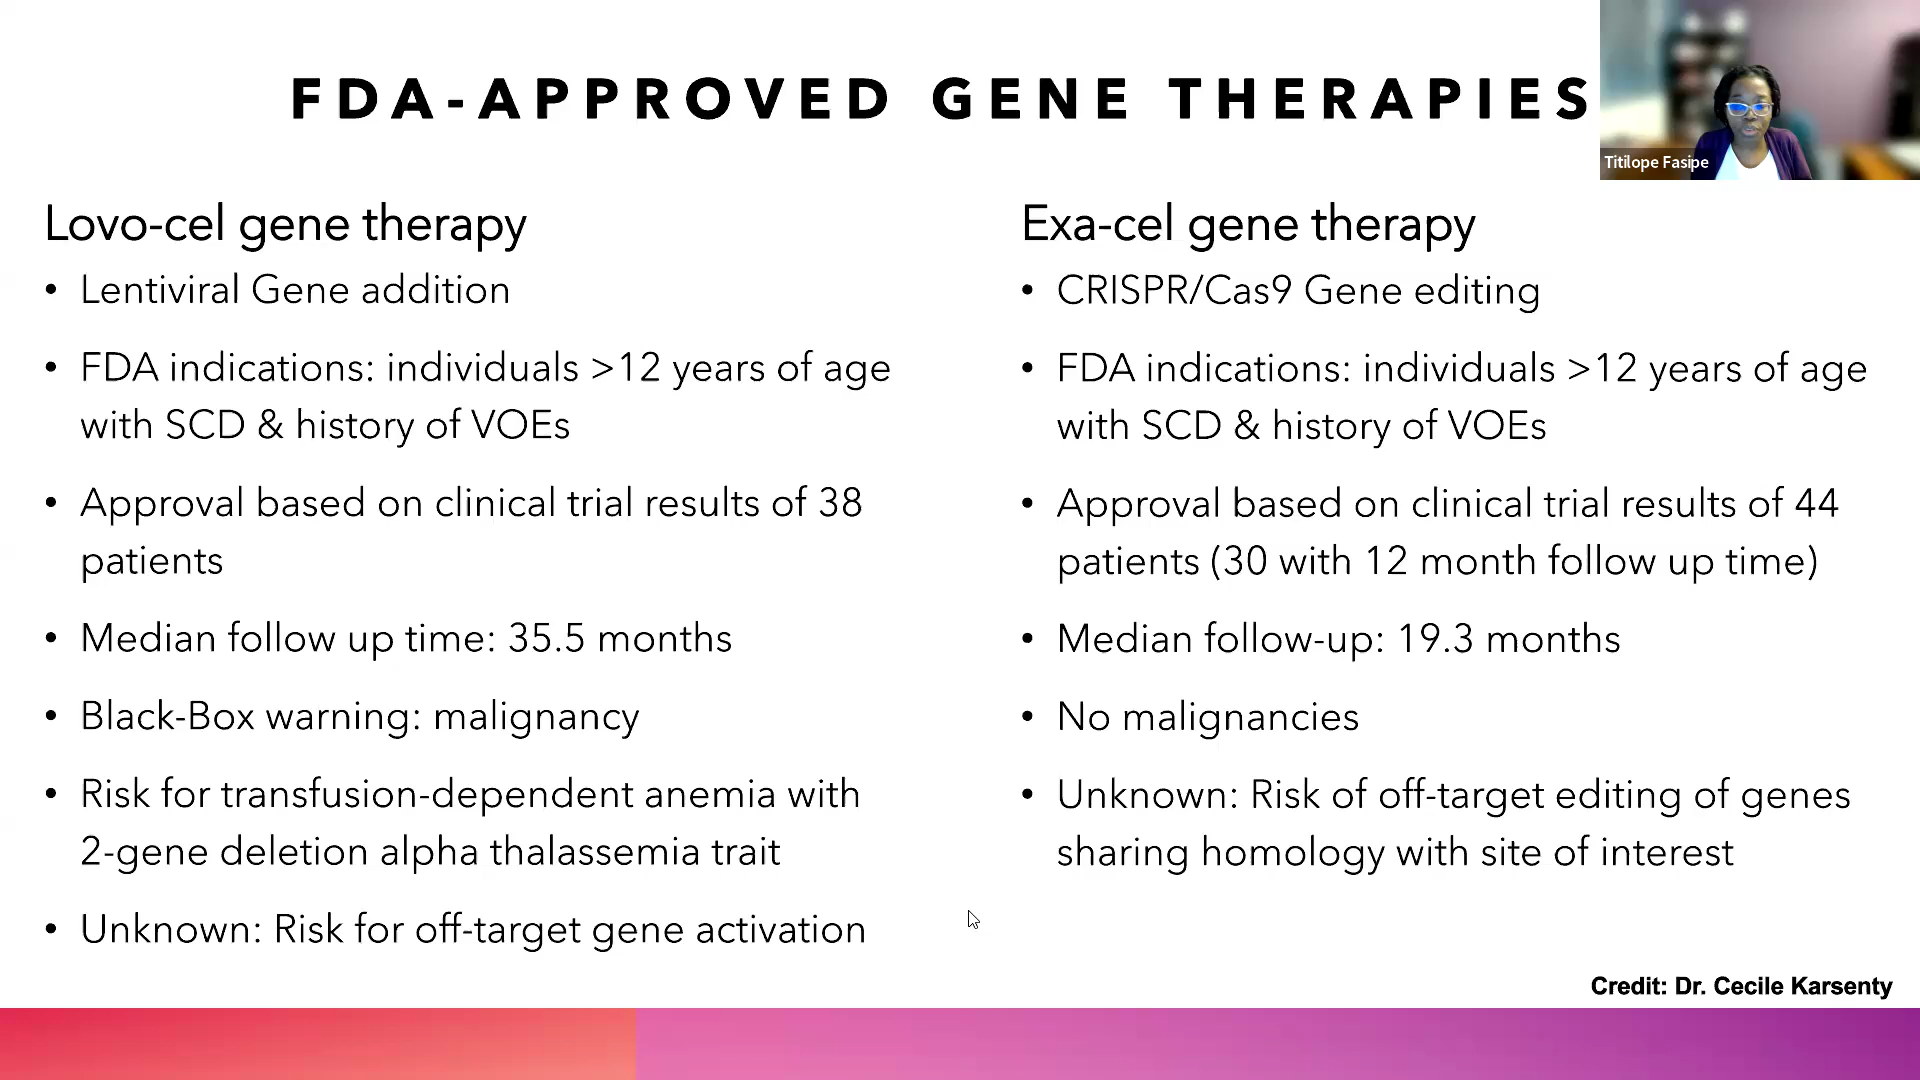 FDA-APPROVED GENE THERAPIES
Titilope Fasipe
Lovo-cel gene therapy
• Lentiviral Gene addition
• FDA indications: individuals >12 years of age
with SCD & history of VOEs
• Approval based on clinical trial results of 38
patients
• Median follow up time: 35.5 months
• Black-Box warning: malignancy
• Risk for transfusion-dependent anemia with
2-gene deletion alpha thalassemia trait
• Unknown: Risk for off-target gene activation
Exa-cel gene therapy
• CRISPR/Cas9 Gene editing
• FDA indications: individuals >12 years of age
with SCD & history of VOEs
• Approval based on clinical trial results of 44
patients (30 with 12 month follow up time)
• Median follow-up: 19.3 months
• No malignancies
• Unknown: Risk of off-target editing of genes
sharing homology with site of interest
Credit: Dr. Cecile Karsenty